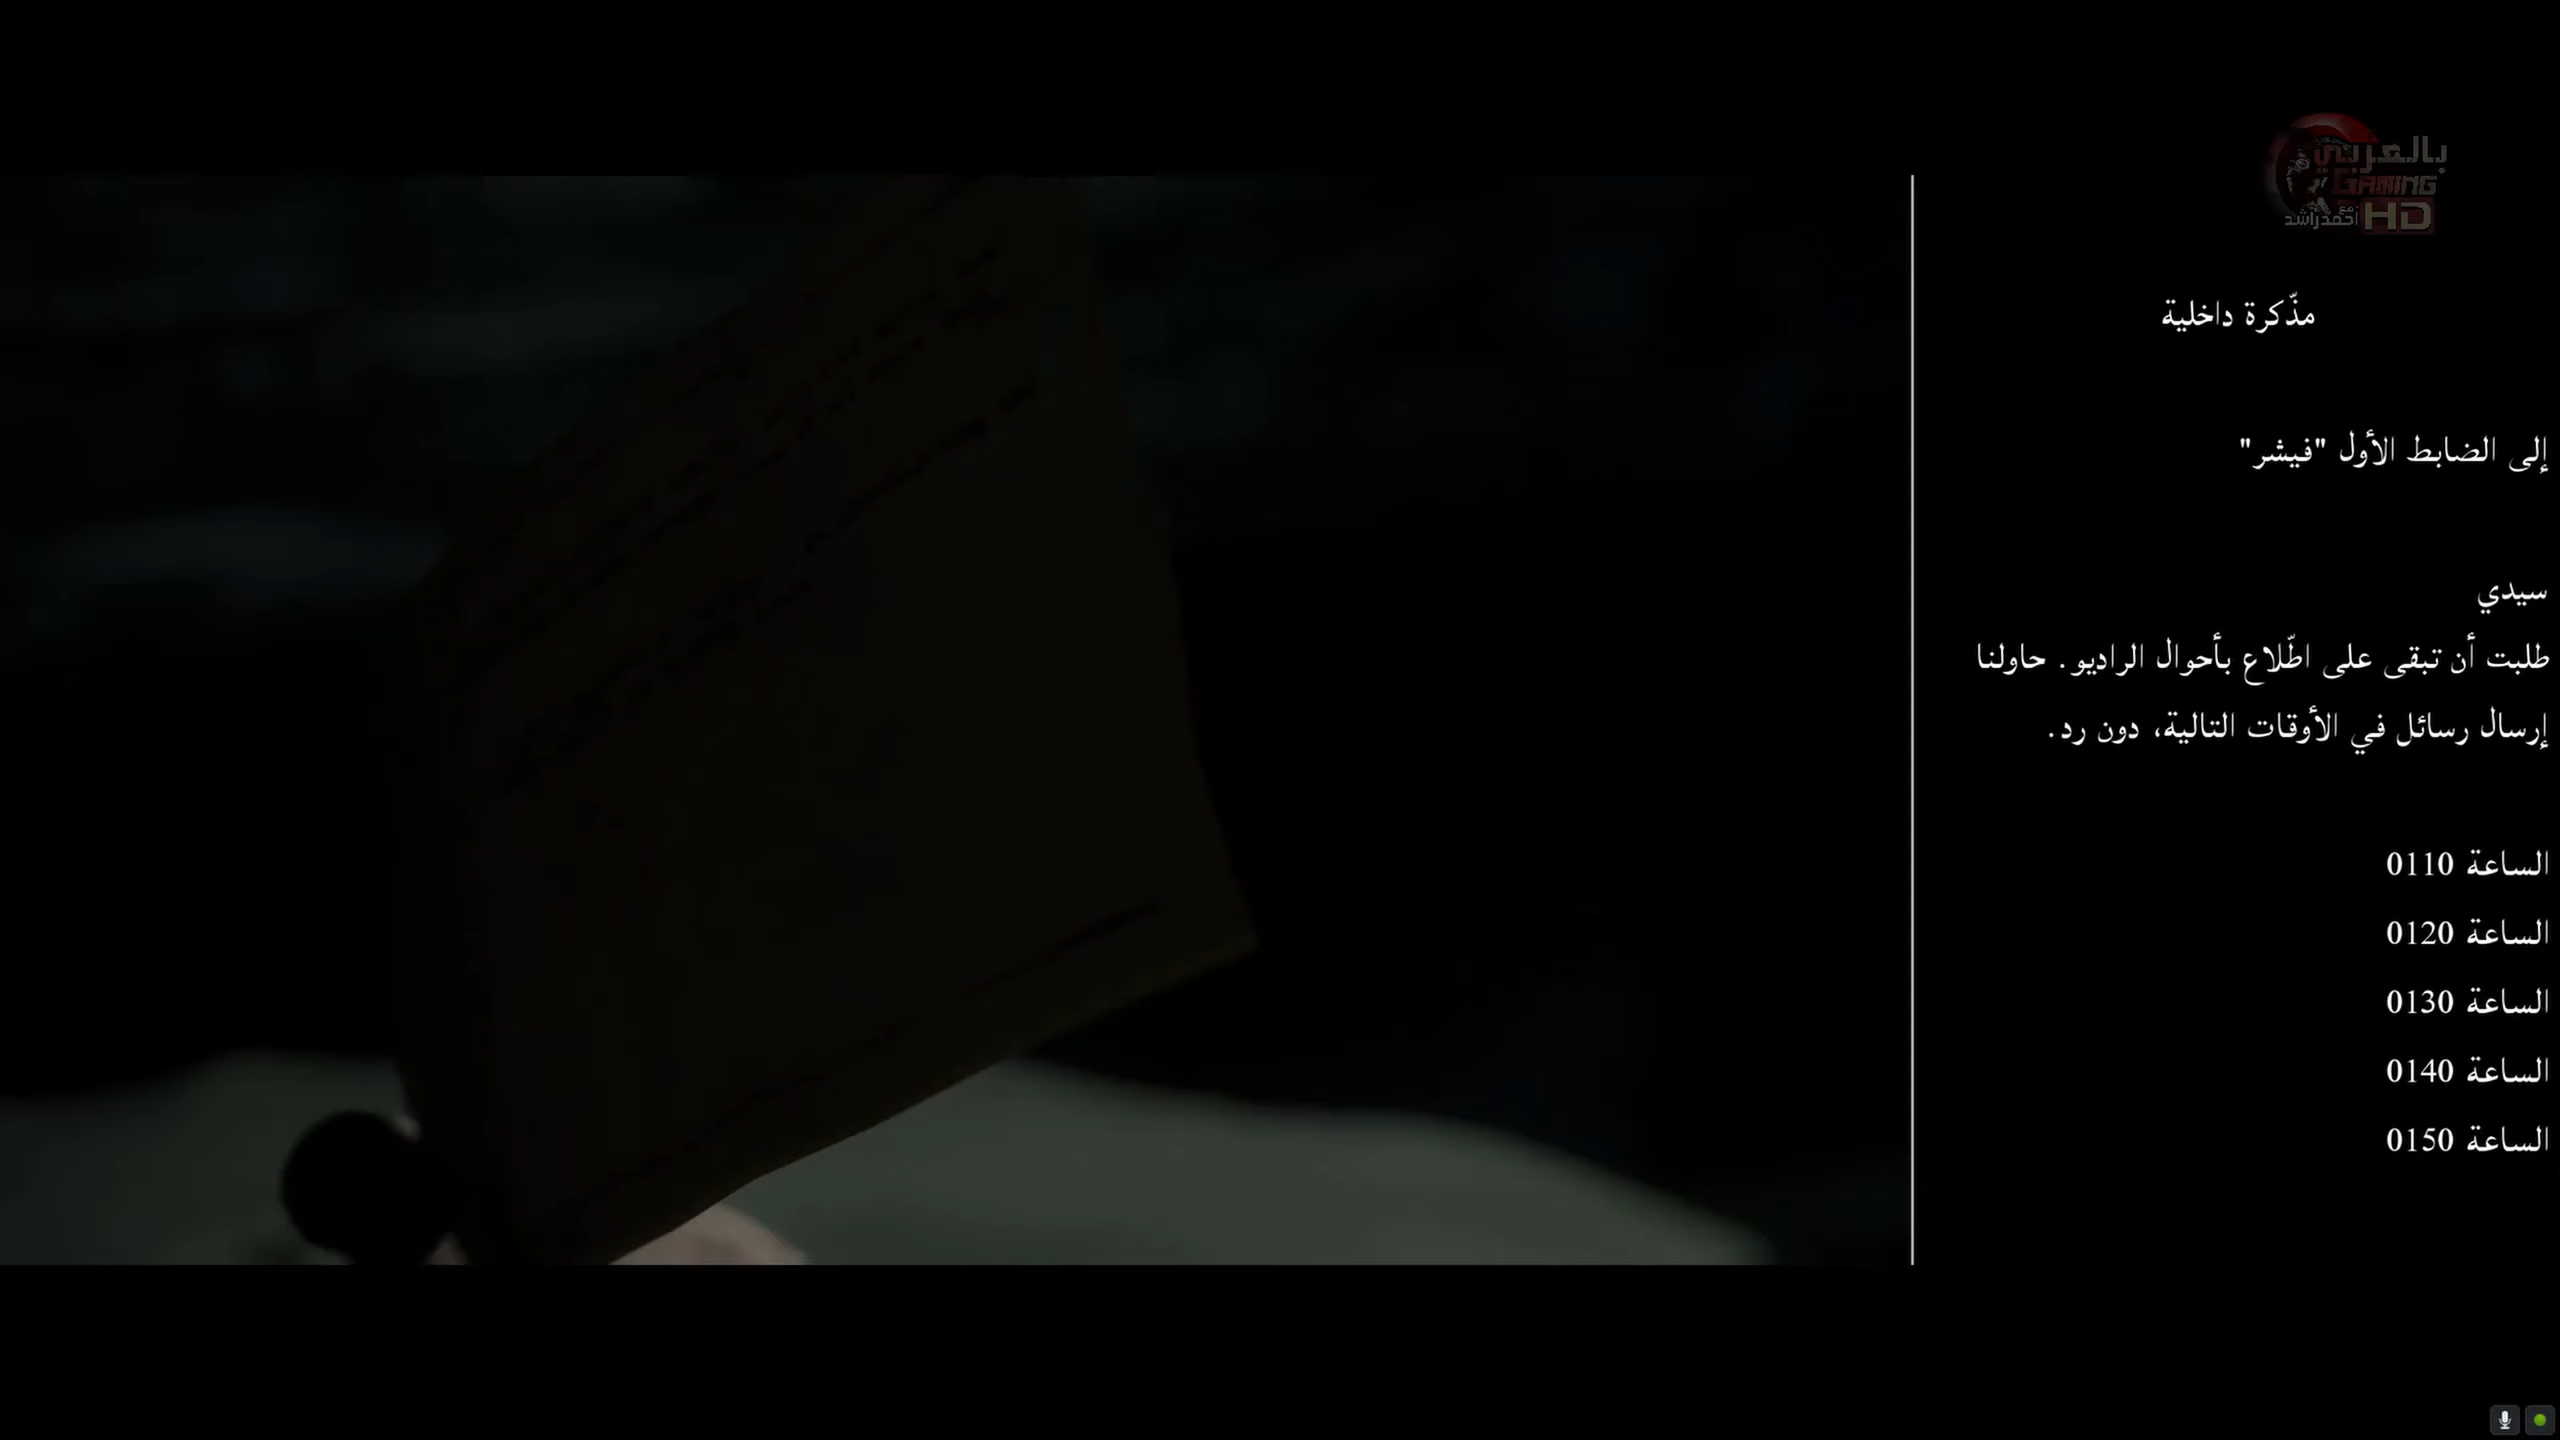 بالعربي
GAMING
مع
أحمد راشد HD
مذّكرة داخلية
إلى الضابط الأول "فيشر"
سيدي
طلبت أن تبقى على اطّلاع بأحوال الراديو. حاولنا
إرسال رسائل في الأوقات التالية، دون رد.
الساعة 0110
الساعة 0120
الساعة 0130
الساعة 0140
الساعة 0150